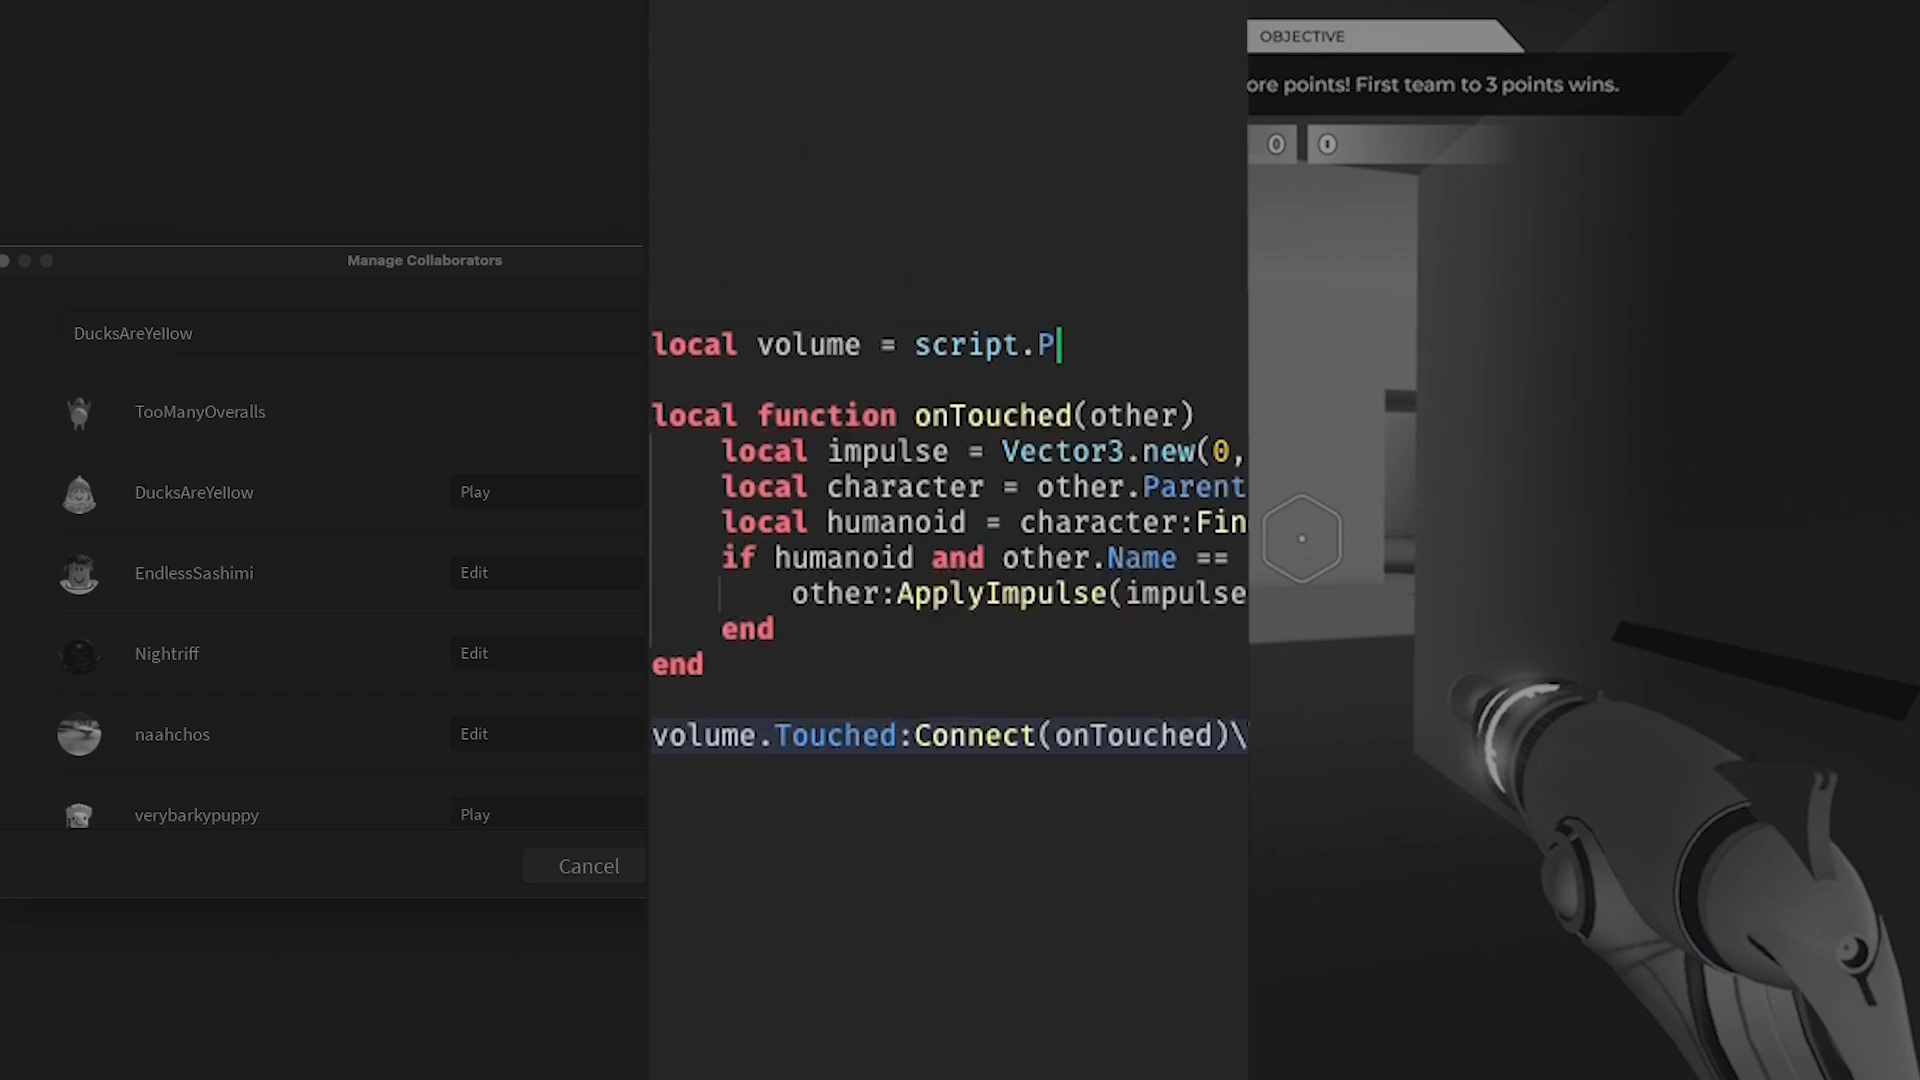 Manage Collaborators
DucksAreYellow
TooManyOveralls
DucksAreYellow Play
EndlessSashimi Edit
Nightriff Edit
naahchos Edit
verybarkypuppy Play
Cancel
local volume = script.P
local function onTouched(other)
local impulse = Vector3.new(0,
local character = other.Parent
local humanoid = character:Fin
if humanoid and other.Name ==
other:ApplyImpulse(impulse
end
end
volume.Touched:Connect(onTouched)\
OBJECTIVE
ore points! First team to 3 points wins.
0 0